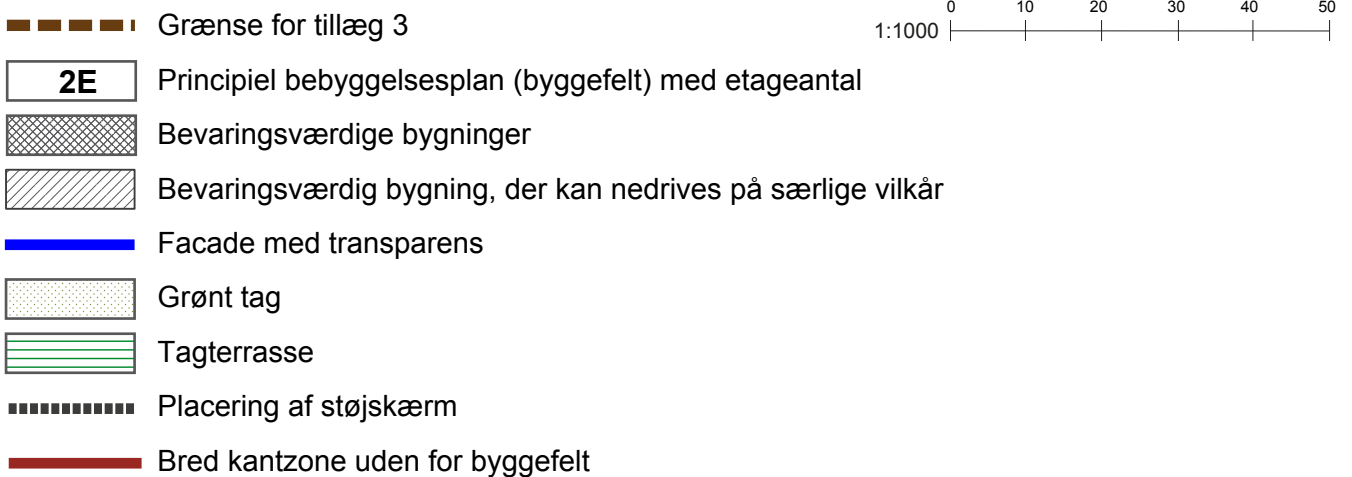 Grænse for tillæg 3
0 10 20 30 40 50
1:1000
2E Principiel bebyggelsesplan (byggefelt) med etageantal
Bevaringsværdige bygninger
Bevaringsværdig bygning, der kan nedrives på særlige vilkår
Facade med transparens
Grønt tag
Tagterrasse
Placering af støjskærm
Bred kantzone uden for byggefelt